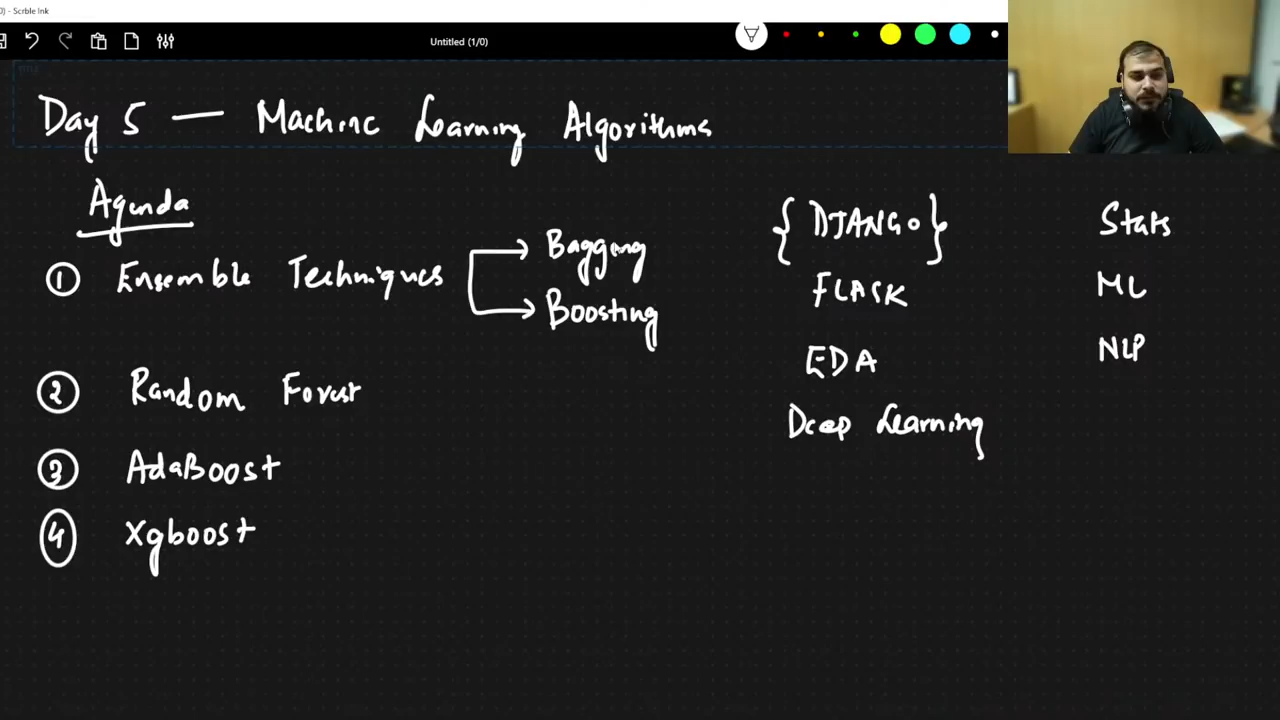 Scrble Ink
Untitled (1/0)
Day 5 — Machine Learning Algorithms
Agenda
① Ensemble Techniques
Bagging
Boosting
② Random Forest
③ AdaBoost
④ Xgboost
{ DJANGO }
FLASK
EDA
Deep Learning
Stats
ML
NLP